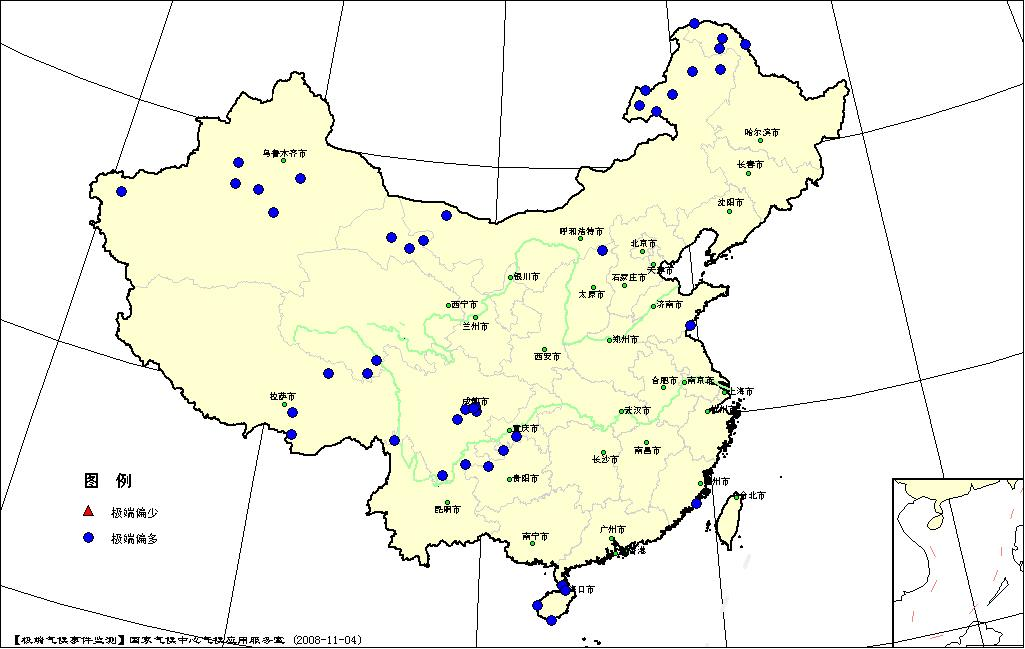 哈尔滨市
乌鲁木齐市
长春市
沈阳市
呼和浩特市
北京市
天津市
银川市
石家庄市
太原市
西宁市
济南市
兰州市
郑州市
西安市
合肥市
南京市
上海市
拉萨市
成都市
武汉市
杭州市
重庆市
南昌市
长沙市
贵阳市
州市
台北市
昆明市
广州市
南宁市
香港
海口市
图 例
极端偏少
极端偏多
【极端气候事件监测】国家气候中心气候应用服务室 (2008-11-04)